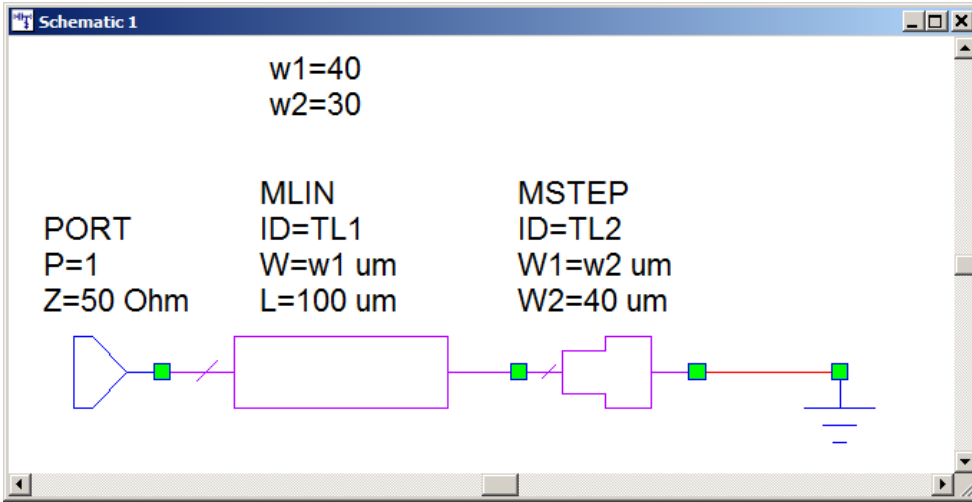 Schematic 1
w1=40
w2=30
PORT
P=1
Z=50 Ohm
MLIN
ID=TL1
W=w1 um
L=100 um
MSTEP
ID=TL2
W1=w2 um
W2=40 um